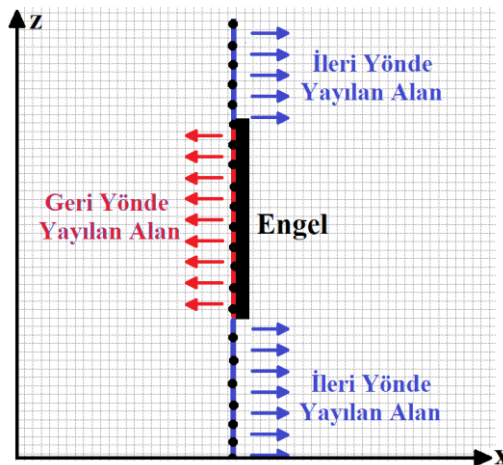 z
İleri Yönde
Yayılan Alan
Geri Yönde
Yayılan Alan
Engel
İleri Yönde
Yayılan Alan
x